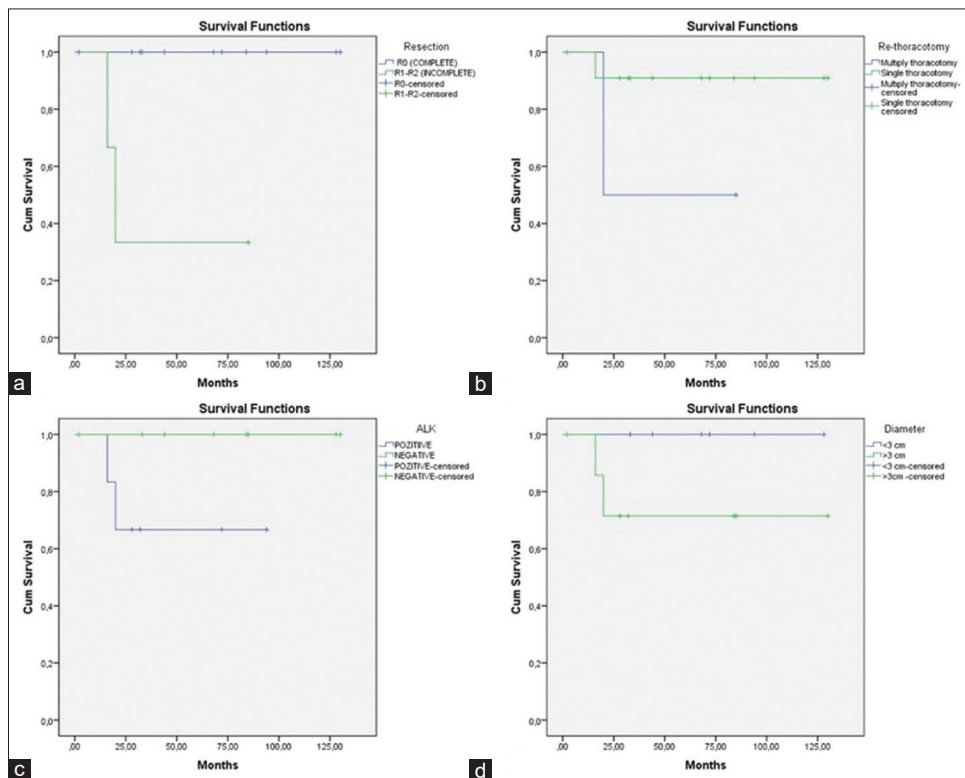 Survival Functions
Resection
R0 (COMPLETE)
R1-R2 (INCOMPLETE)
R0-censored
R1-R2-censored
Cum Survival
1,0
0,8
0,6
0,4
0,2
0,0
,00 25,00 50,00 75,00 100,00 125,00
Months
a
Survival Functions
Re-thoracotomy
Multiply thoracotomy
Single thoracotomy
Multiply thoracotomy-
censored
Single thoracotomy
censored
Cum Survival
1,0
0,8
0,6
0,4
0,2
0,0
,00 25,00 50,00 75,00 100,00 125,00
Months
b
Survival Functions
ALK
POZITIIVE
NEGATIVE
POZITIVE-censored
NEGATIVE-censored
Cum Survival
1,0
0,8
0,6
0,4
0,2
0,0
,00 25,00 50,00 75,00 100,00 125,00
Months
c
Survival Functions
Diameter
<3 cm
>3 cm
<3 cm-censored
>3cm -censored
Cum Survival
1,0
0,8
0,6
0,4
0,2
0,0
,00 25,00 50,00 75,00 100,00 125,00
Months
d